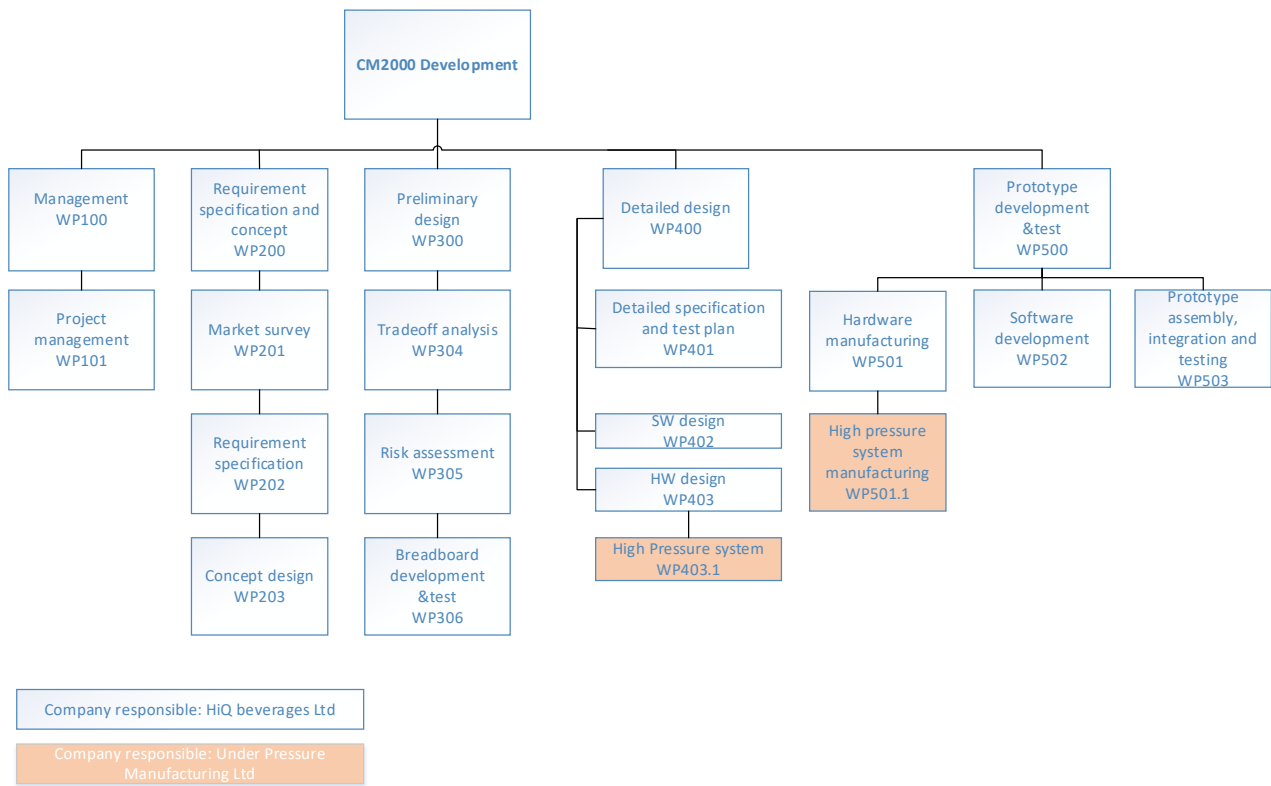 CM2000 Development
Management
WP100
Requirement
specification and
concept
WP200
Preliminary
design
WP300
Detailed design
WP400
Prototype
development
&test
WP500
Project
management
WP101
Market survey
WP201
Tradeoff analysis
WP304
Detailed specification
and test plan
WP401
Hardware
manufacturing
WP501
Software
development
WP502
Prototype
assembly,
integration and
testing
WP503
Requirement
specification
WP202
Risk assessment
WP305
SW design
WP402
HW design
WP403
High pressure
system
manufacturing
WP501.1
Concept design
WP203
Breadboard
development
&test
WP306
High Pressure system
WP403.1
Company responsible: HiQ beverages Ltd
Company responsible: Under Pressure
Manufacturing Ltd